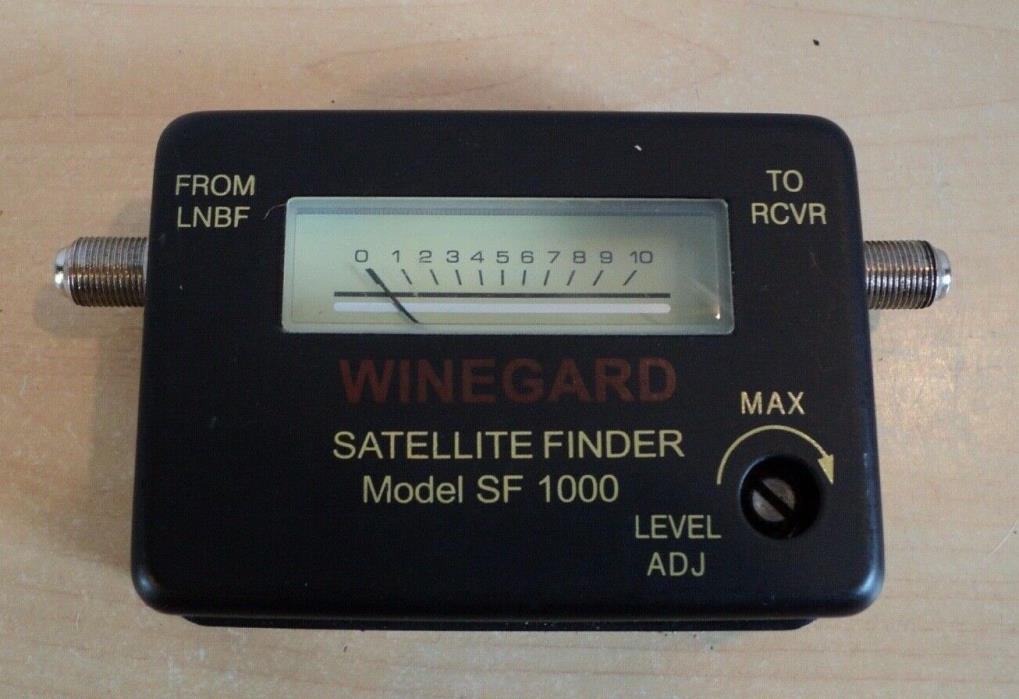 FROM
LNBF
TO
RCVR
0 1 2 3 4 5 6 7 8 9 10
WINEGARD
SATELLITE FINDER
Model SF 1000
MAX
LEVEL
ADJ